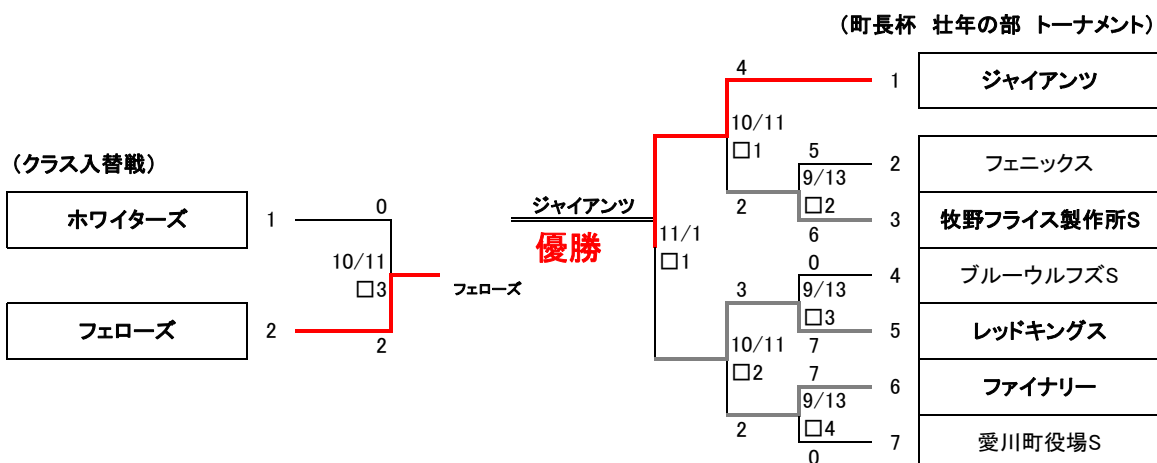 (町長杯 壮年の部 トーナメント)
4
1
ジャイアンツ
10/11
□1
(クラス入替戦)
5
2
フェニックス
9/13
ホワイターズ
1
0
ジャイアンツ
2
□2
3
牧野フライス製作所S
優勝
11/1
6
10/11
□1
0
4
ブルーウルフズS
□3
フェローズ
3
9/13
フェローズ
2
2
□3
5
レッドキングス
10/11
7
□2
7
6
ファイナリー
9/13
2
□4
7
愛川町役場S
0